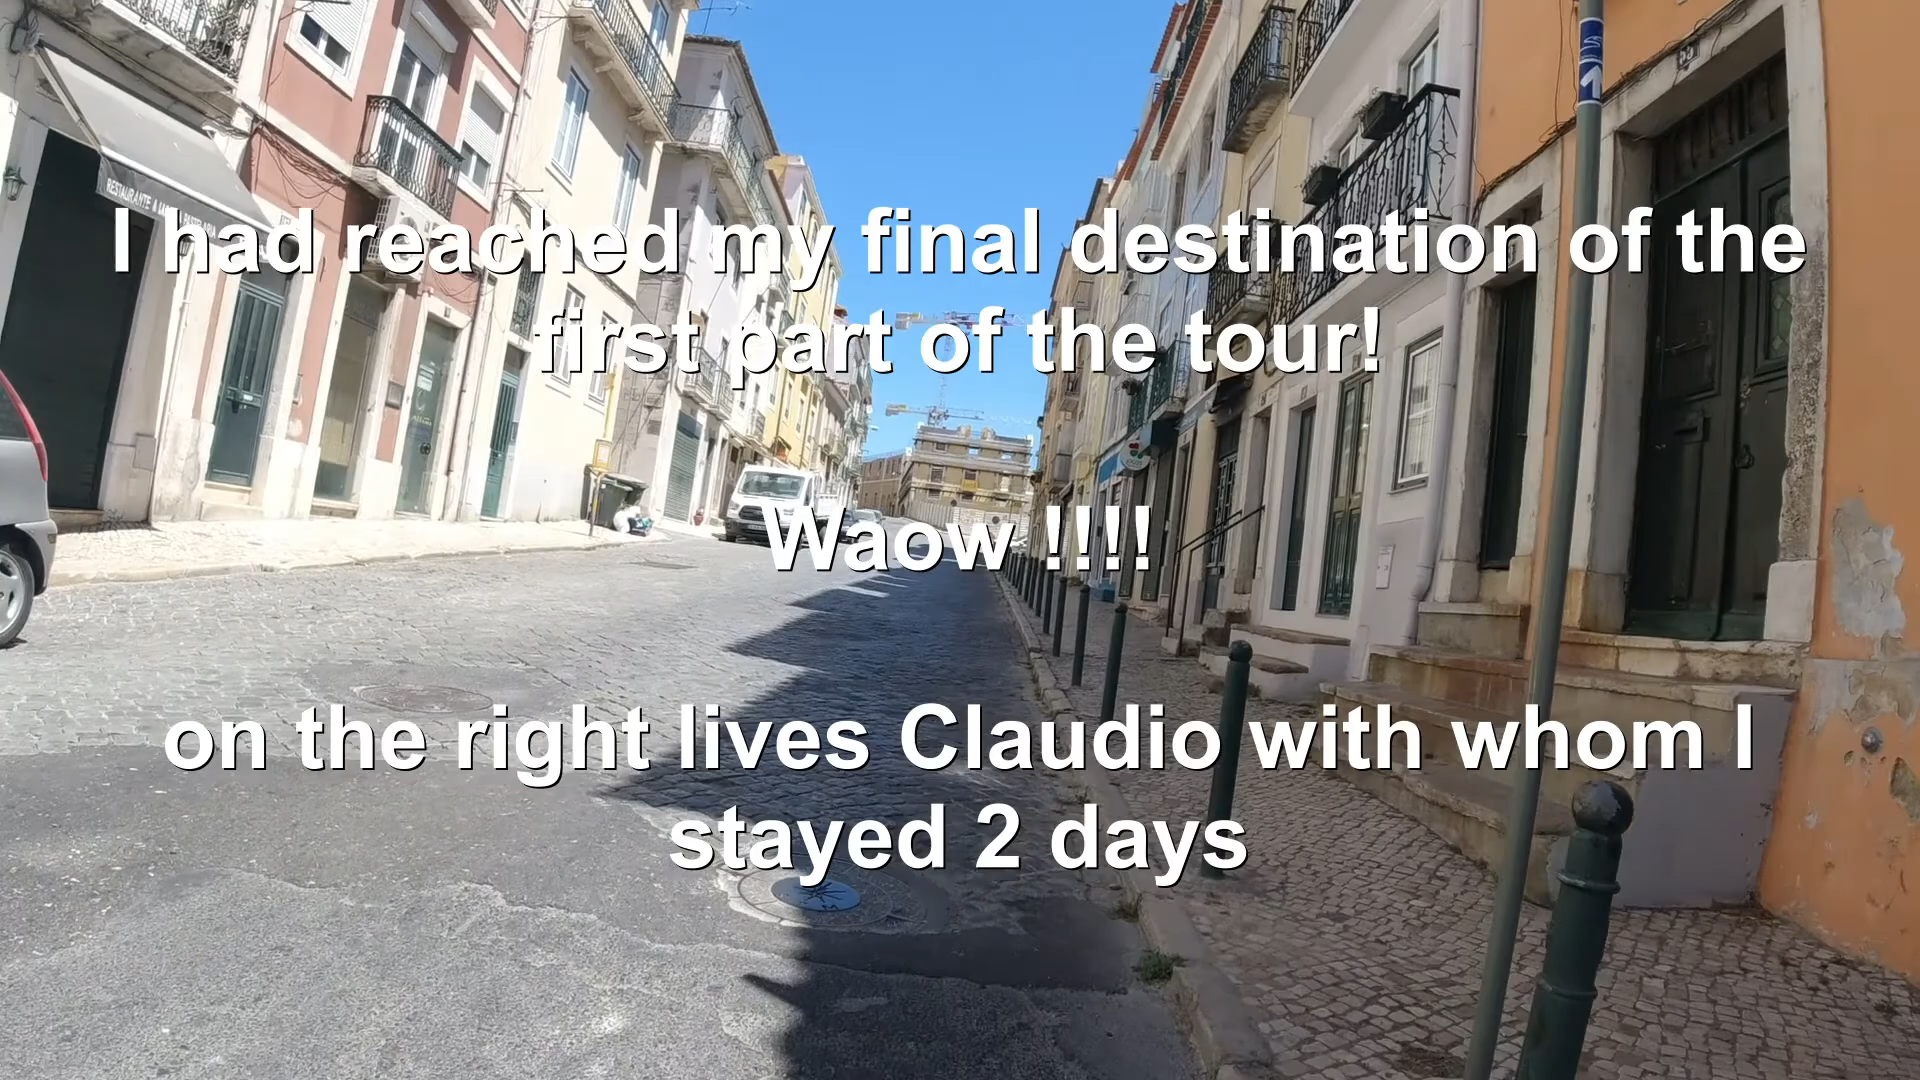 RESTAURANTE A
I had reached my final destination of the
first part of the tour!
Waow !!!!
on the right lives Claudio with whom I
stayed 2 days